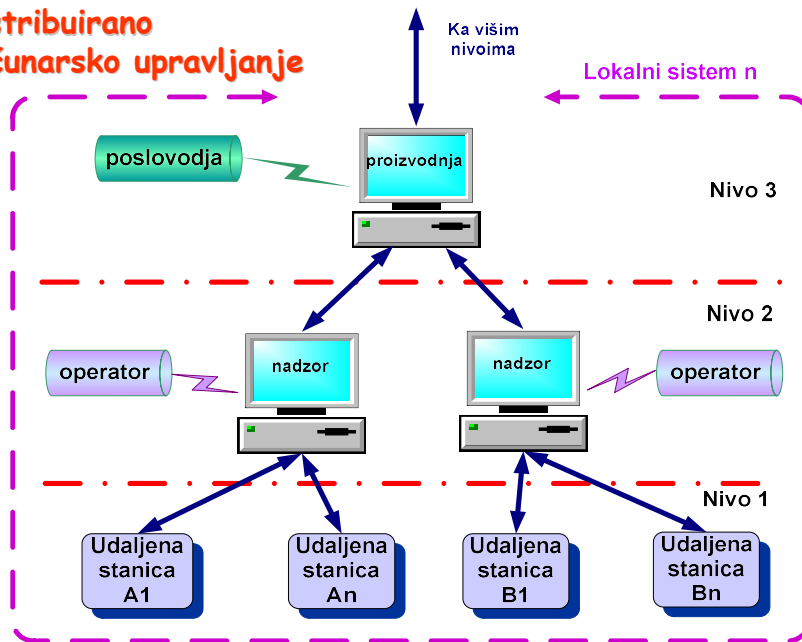 stribuirano
čunarsko upravljanje
Ka višim
nivoima
Lokalni sistem n
poslovodja
proizvodnja
Nivo 3
Nivo 2
operator
nadzor
nadzor
operator
Nivo 1
Udaljena
stanica
A1
Udaljena
stanica
An
Udaljena
stanica
B1
Udaljena
stanica
Bn